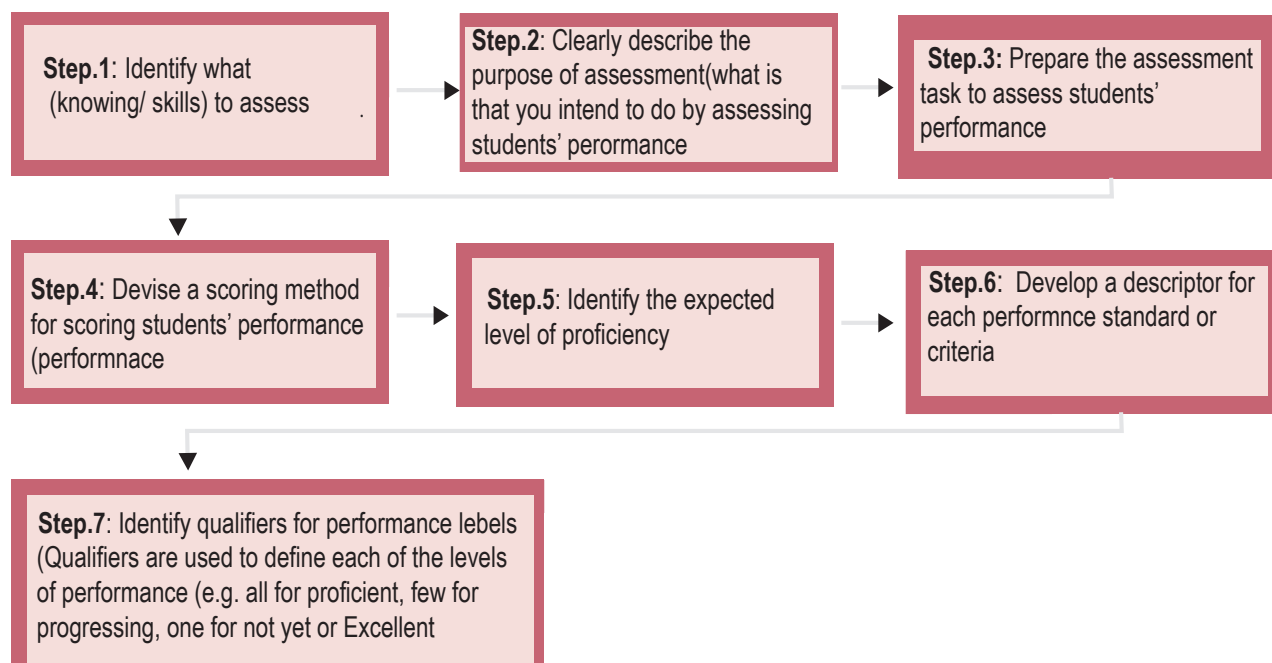 Step.1: Identify what
(knowing/ skills) to assess .
Step.2: Clearly describe the
purpose of assessment(what is
that you intend to do by assessing
students’ perormance
Step.3: Prepare the assessment
task to assess students’
performance
Step.4: Devise a scoring method
for scoring students’ performance
(performnace
Step.5: Identify the expected
level of proficiency
Step.6: Develop a descriptor for
each performnce standard or
criteria
Step.7: Identify qualifiers for performance lebels
(Qualifiers are used to define each of the levels
of performance (e.g. all for proficient, few for
progressing, one for not yet or Excellent